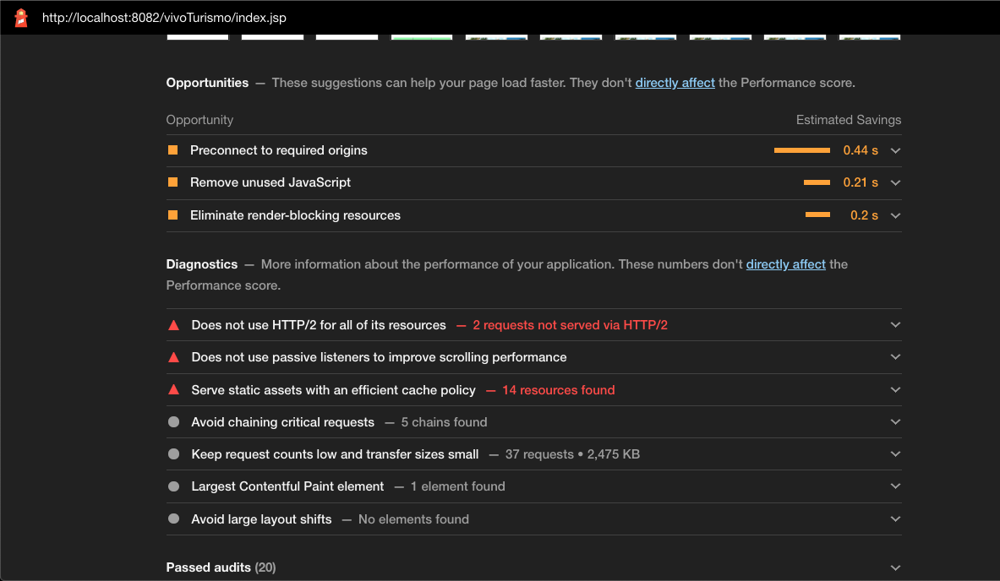 http://localhost:8082/vivoTurismo/index.jsp
Opportunities — These suggestions can help your page load faster. They don't directly affect the Performance score.
Opportunity Estimated Savings
Preconnect to required origins 0.44 s
Remove unused JavaScript 0.21 s
Eliminate render-blocking resources 0.2 s
Diagnostics — More information about the performance of your application. These numbers don't directly affect the
Performance score.
Does not use HTTP/2 for all of its resources — 2 requests not served via HTTP/2
Does not use passive listeners to improve scrolling performance
Serve static assets with an efficient cache policy — 14 resources found
Avoid chaining critical requests — 5 chains found
Keep request counts low and transfer sizes small — 37 requests • 2,475 KB
Largest Contentful Paint element — 1 element found
Avoid large layout shifts — No elements found
Passed audits (20)